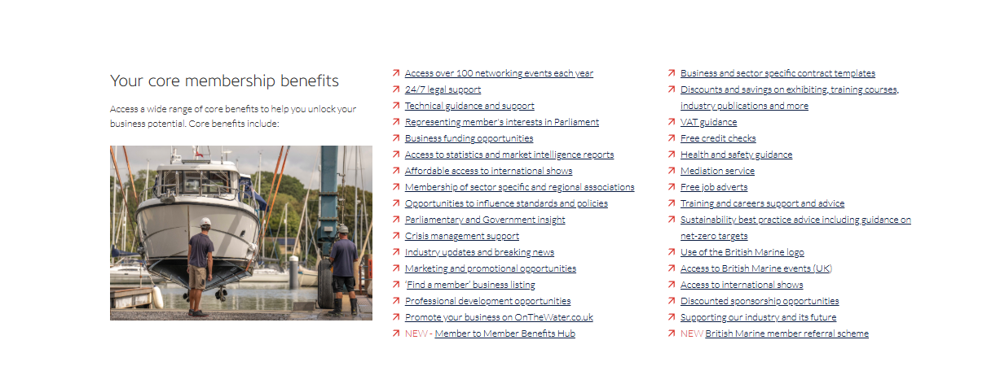 Your core membership benefits
Access a wide range of core benefits to help you unlock your
business potential. Core benefits include:
Access over 100 networking events each year
24/7 legal support
Technical guidance and support
Representing member's interests in Parliament
Business funding opportunities
Access to statistics and market intelligence reports
Affordable access to international shows
Membership of sector specific and regional associations
Opportunities to influence standards and policies
Parliamentary and Government insight
Crisis management support
Industry updates and breaking news
Marketing and promotional opportunities
‘Find a member’ business listing
Professional development opportunities
Promote your business on OnTheWater.co.uk
NEW - Member to Member Benefits Hub
Business and sector specific contract templates
Discounts and savings on exhibiting, training courses,
industry publications and more
VAT guidance
Free credit checks
Health and safety guidance
Mediation service
Free job adverts
Training and careers support and advice
Sustainability best practice advice including guidance on
net-zero targets
Use of the British Marine logo
Access to British Marine events (UK)
Access to international shows
Discounted sponsorship opportunities
Supporting our industry and its future
NEW British Marine member referral scheme